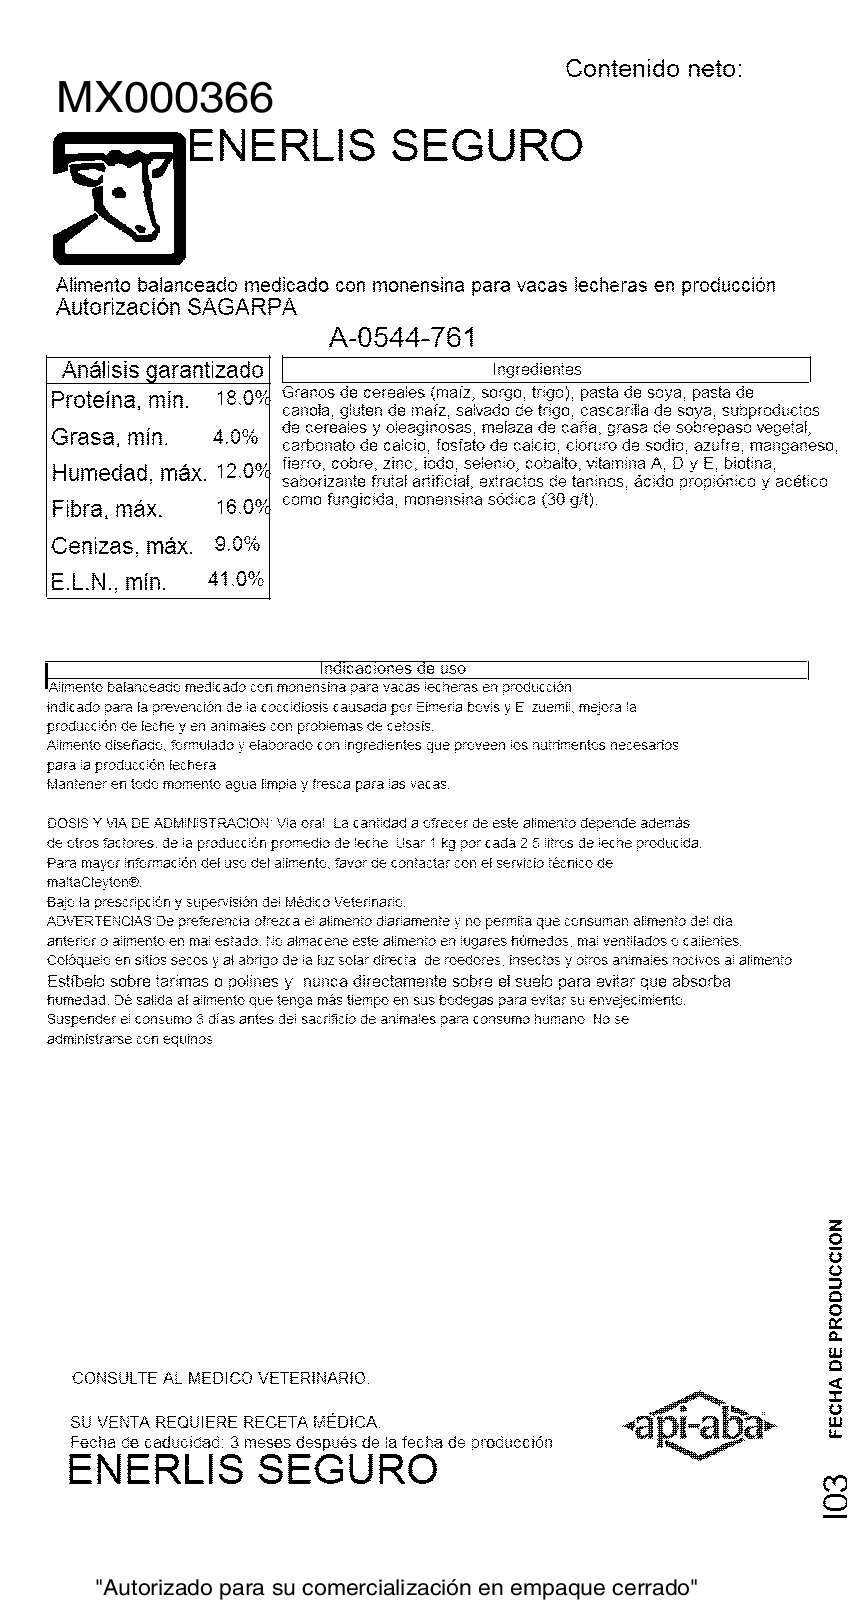 Contenido neto:
MX000366
ENERLIS SEGURO
Alimento balanceado medicado con monensina para vacas lecheras en producción
Autorización SAGARPA
A-0544-761
Análisis garantizado
Proteína, mín. 18.0%
Grasa, mín. 4.0%
Humedad, máx. 12.0%
Fibra, máx. 16.0%
Cenizas, máx. 9.0%
E.L.N., mín. 41.0%
Ingredientes
Granos de cereales (maíz, sorgo, trigo), pasta de soya, pasta de
canola, gluten de maíz, salvado de trigo, cascarilla de soya, subproductos
de cereales y oleaginosas, melaza de caña, grasa de sobrepaso vegetal,
carbonato de calcio, fosfato de calcio, cloruro de sodio, azufre, manganeso,
fierro, cobre, zinc, iodo, selenio, cobalto, vitamina A, D y E, biotina,
saborizante frutal artificial, extractos de taninos, ácido propiónico y acético
como fungicida, monensina sódica (30 g/t).
Indicaciones de uso
Alimento balanceado medicado con monensina para vacas lecheras en producción
indicado para la prevención de la coccidiosis causada por Eimeria bovis y E. zuernii, mejora la
producción de leche y en animales con problemas de cetosis.
Alimento diseñado, formulado y elaborado con ingredientes que proveen los nutrimentos necesarios
para la producción lechera
Mantener en todo momento agua limpia y fresca para las vacas.
DOSIS Y VIA DE ADMINISTRACION: Via oral. La cantidad a ofrecer de este alimento depende además
de otros factores, de la producción promedio de leche. Usar 1 kg por cada 2.5 litros de leche producida.
Para mayor información del uso del alimento, favor de contactar con el servicio técnico de
maltaCleyton®.
Bajo la prescripción y supervisión del Médico Veterinario.
ADVERTENCIAS:De preferencia ofrezca el alimento diariamente y no permita que consuman alimento del día
anterior o alimento en mal estado. No almacene este alimento en lugares húmedos, mal ventilados o calientes.
Colóquelo en sitios secos y al abrigo de la luz solar directa, de roedores, insectos y otros animales nocivos al alimento
Estíbelo sobre tarimas o polines y nunca directamente sobre el suelo para evitar que absorba
humedad. Dé salida al alimento que tenga más tiempo en sus bodegas para evitar su envejecimiento.
Suspender el consumo 3 días antes del sacrificio de animales para consumo humano. No se
administrarse con equinos
FECHA DE PRODUCCION
CONSULTE AL MEDICO VETERINARIO.
SU VENTA REQUIERE RECETA MÉDICA.
Fecha de caducidad: 3 meses después de la fecha de producción
ENERLIS SEGURO
api-aba
I03
"Autorizado para su comercialización en empaque cerrado"